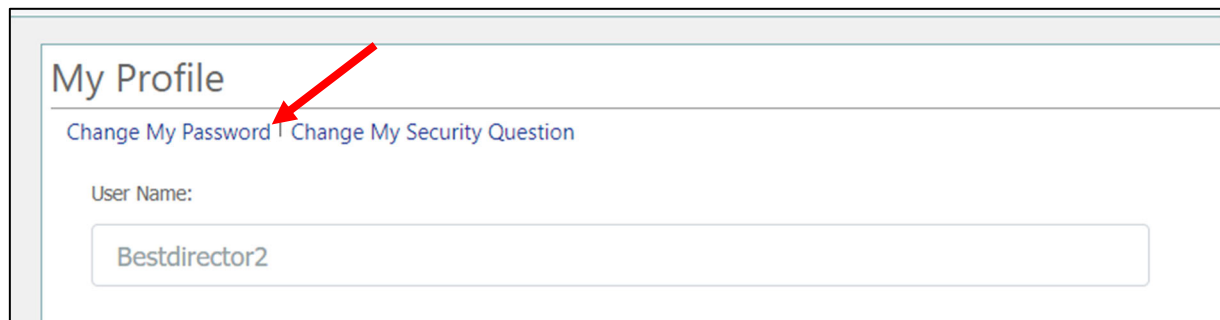 My Profile
Change My Password | Change My Security Question
User Name:
Bestdirector2